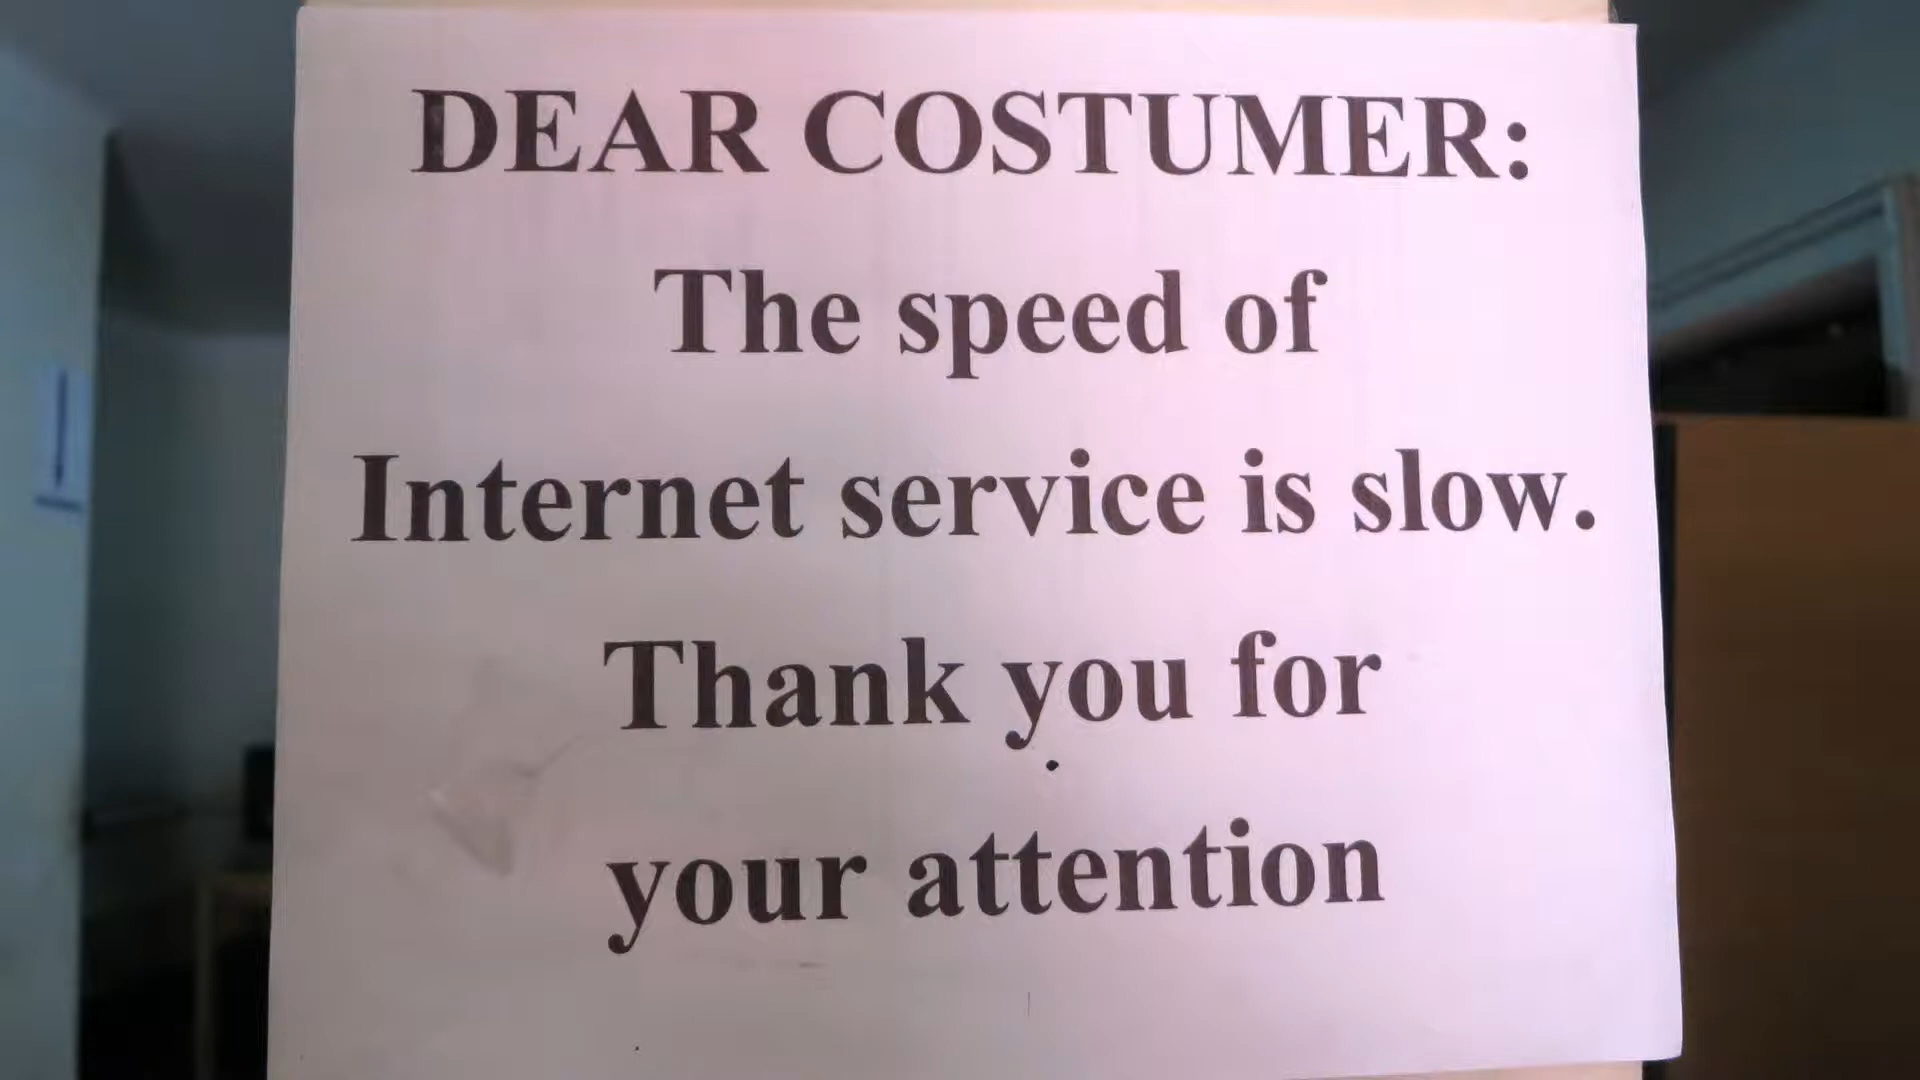 DEAR COSTUMER:
The speed of
Internet service is slow.
Thank you for
your attention